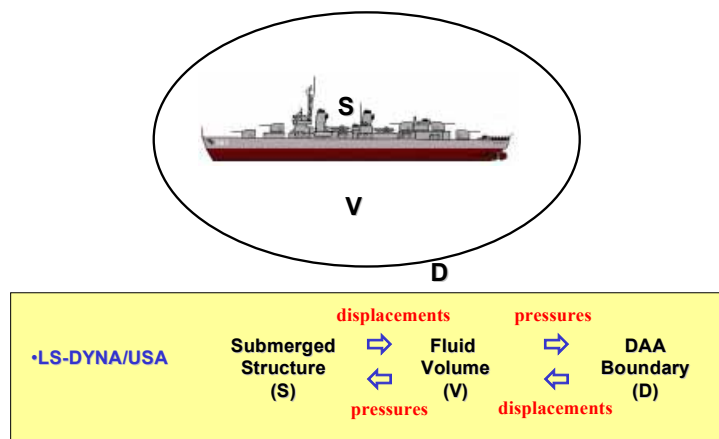 S
V
D
displacements pressures
•LS-DYNA/USA Submerged Structure (S) Fluid Volume (V) DAA Boundary (D)
pressures displacements